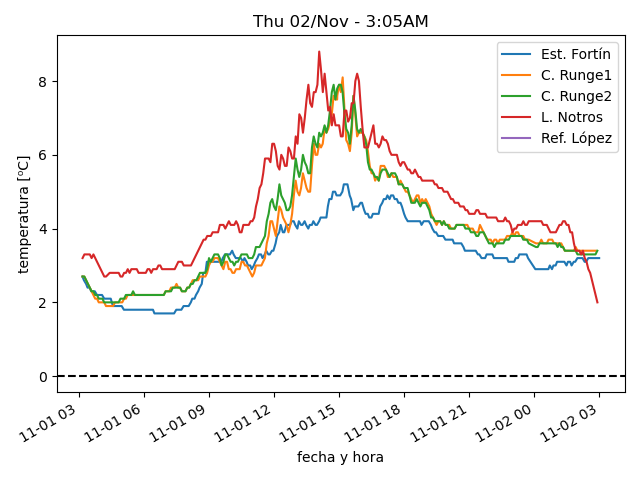 Thu 02/Nov - 3:05AM
temperatura [°C]
8
6
4
2
0
Est. Fortín
C. Runge1
C. Runge2
L. Notros
Ref. López
11-01 03
11-01 06
11-01 09
11-01 12
11-01 15
11-01 18
11-01 21
11-02 00
11-02 03
fecha y hora